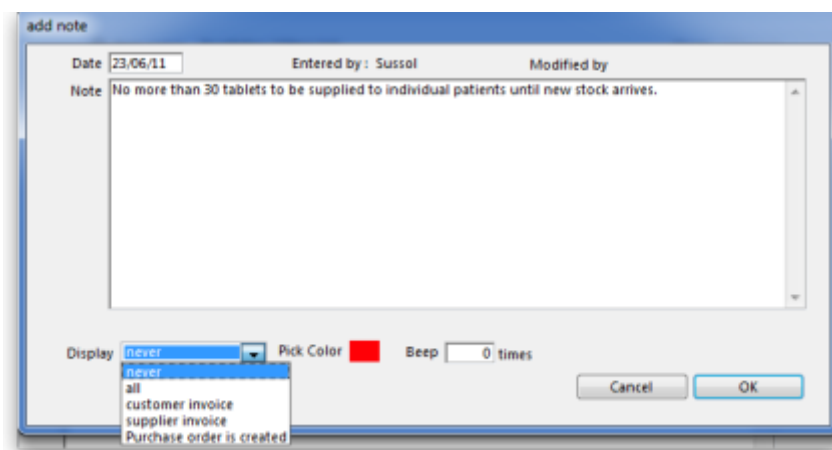 add note
Date 23/06/11 Entered by : Sussol Modified by
Note No more than 30 tablets to be supplied to individual patients until new stock arrives.
Display never Pick Color Beep 0 times
never
all
customer invoice
supplier invoice
Purchase order is created
Cancel OK